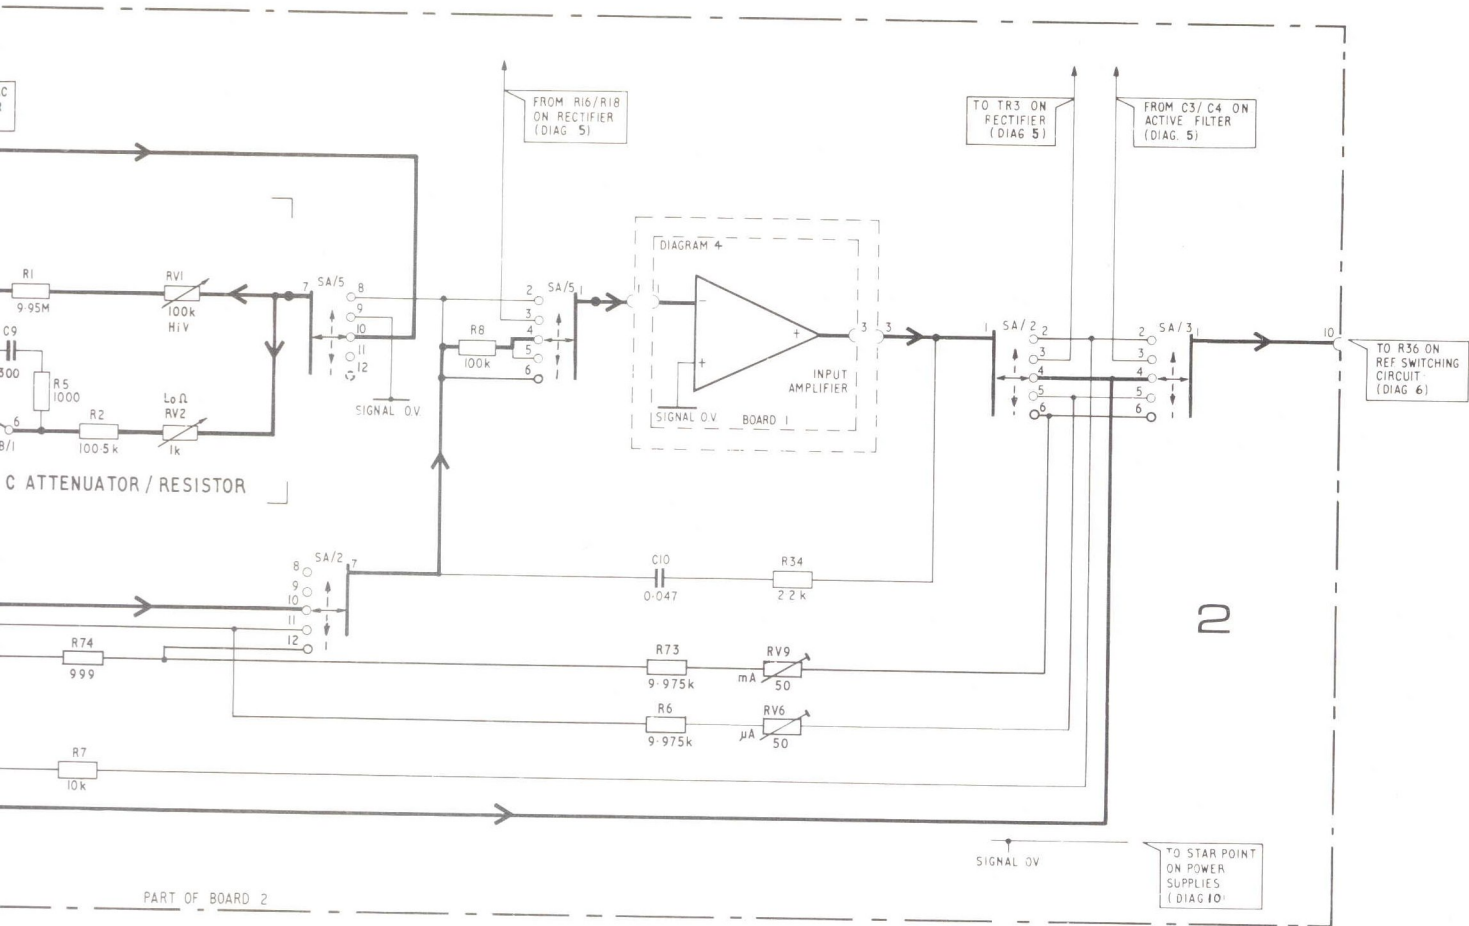 C
FROM R16/R18
ON RECTIFIER
(DIAG 5)
TO TR3 ON
RECTIFIER
(DIAG 5)
FROM C3/C4 ON
ACTIVE FILTER
(DIAG. 5)
DIAGRAM 4
R1
9·95M
RV1
100k
HiV
7
SA/5
8
9
10
11
12
SIGNAL 0V
C9
300
R5
1000
6
B/1
R2
100·5k
LoΩ
RV2
1k
C ATTENUATOR / RESISTOR
R8
100k
2
3
4
5
6
SA/5
1
1
−
+
+
SIGNAL 0.V.
INPUT
AMPLIFIER
BOARD 1
3
3
1
SA/2
2
3
4
5
6
2
3
4
5
6
SA/3
1
10
TO R36 ON
REF SWITCHING
CIRCUIT
(DIAG 6)
8
9
10
11
12
SA/2
7
C10
0·047
R34
2·2k
2
R74
999
R73
9·975k
mA
RV9
50
R6
9·975k
µA
RV6
50
R7
10k
SIGNAL 0V
TO STAR POINT
ON POWER
SUPPLIES
(DIAG 10)
PART OF BOARD 2